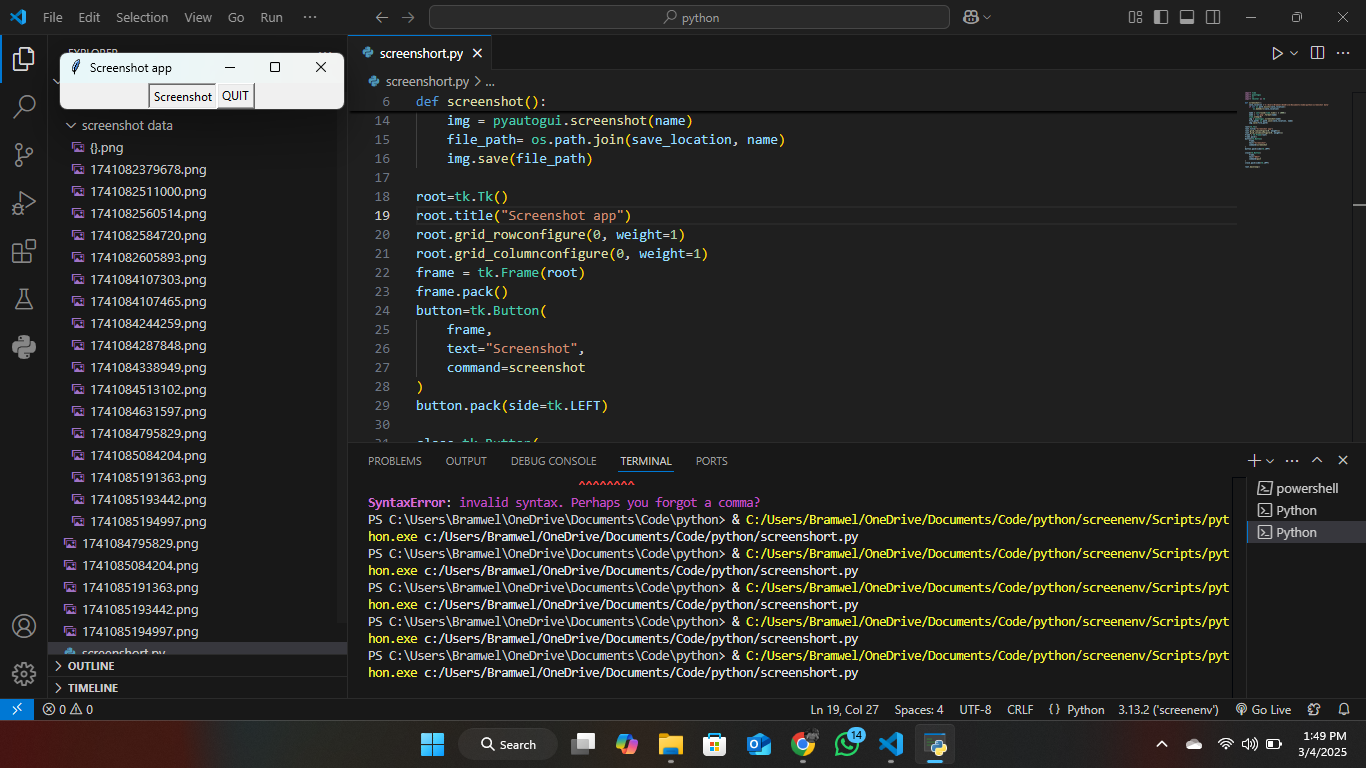 File Edit Selection View Go Run ···
python
EXPLORER
Screenshot app
Screenshot QUIT
screenshot data
{}.png
1741082379678.png
1741082511000.png
1741082560514.png
1741082584720.png
1741082605893.png
1741084107303.png
1741084107465.png
1741084244259.png
1741084287848.png
1741084338949.png
1741084513102.png
1741084631597.png
1741084795829.png
1741085084204.png
1741085191363.png
1741085193442.png
1741085194997.png
1741084795829.png
1741085084204.png
1741085191363.png
1741085193442.png
1741085194997.png
screenshort.py
OUTLINE
TIMELINE
screenshort.py
screenshort.py > ...
6 def screenshot():
14 img = pyautogui.screenshot(name)
15 file_path= os.path.join(save_location, name)
16 img.save(file_path)
17
18 root=tk.Tk()
19 root.title("Screenshot app")
20 root.grid_rowconfigure(0, weight=1)
21 root.grid_columnconfigure(0, weight=1)
22 frame = tk.Frame(root)
23 frame.pack()
24 button=tk.Button(
25 frame,
26 text="Screenshot",
27 command=screenshot
28 )
29 button.pack(side=tk.LEFT)
30
PROBLEMS OUTPUT DEBUG CONSOLE TERMINAL PORTS
^^^^^^^^
SyntaxError: invalid syntax. Perhaps you forgot a comma?
PS C:\Users\Bramwel\OneDrive\Documents\Code\python> & C:/Users/Bramwel/OneDrive/Documents/Code/python/screenenv/Scripts/pyt
hon.exe c:/Users/Bramwel/OneDrive/Documents/Code/python/screenshort.py
PS C:\Users\Bramwel\OneDrive\Documents\Code\python> & C:/Users/Bramwel/OneDrive/Documents/Code/python/screenenv/Scripts/pyt
hon.exe c:/Users/Bramwel/OneDrive/Documents/Code/python/screenshort.py
PS C:\Users\Bramwel\OneDrive\Documents\Code\python> & C:/Users/Bramwel/OneDrive/Documents/Code/python/screenenv/Scripts/pyt
hon.exe c:/Users/Bramwel/OneDrive/Documents/Code/python/screenshort.py
PS C:\Users\Bramwel\OneDrive\Documents\Code\python> & C:/Users/Bramwel/OneDrive/Documents/Code/python/screenenv/Scripts/pyt
hon.exe c:/Users/Bramwel/OneDrive/Documents/Code/python/screenshort.py
PS C:\Users\Bramwel\OneDrive\Documents\Code\python> & C:/Users/Bramwel/OneDrive/Documents/Code/python/screenenv/Scripts/pyt
hon.exe c:/Users/Bramwel/OneDrive/Documents/Code/python/screenshort.py
powershell
Python
Python
0 0 Ln 19, Col 27 Spaces: 4 UTF-8 CRLF {} Python 3.13.2 ('screenenv') Go Live
Search
14
1:49 PM
3/4/2025